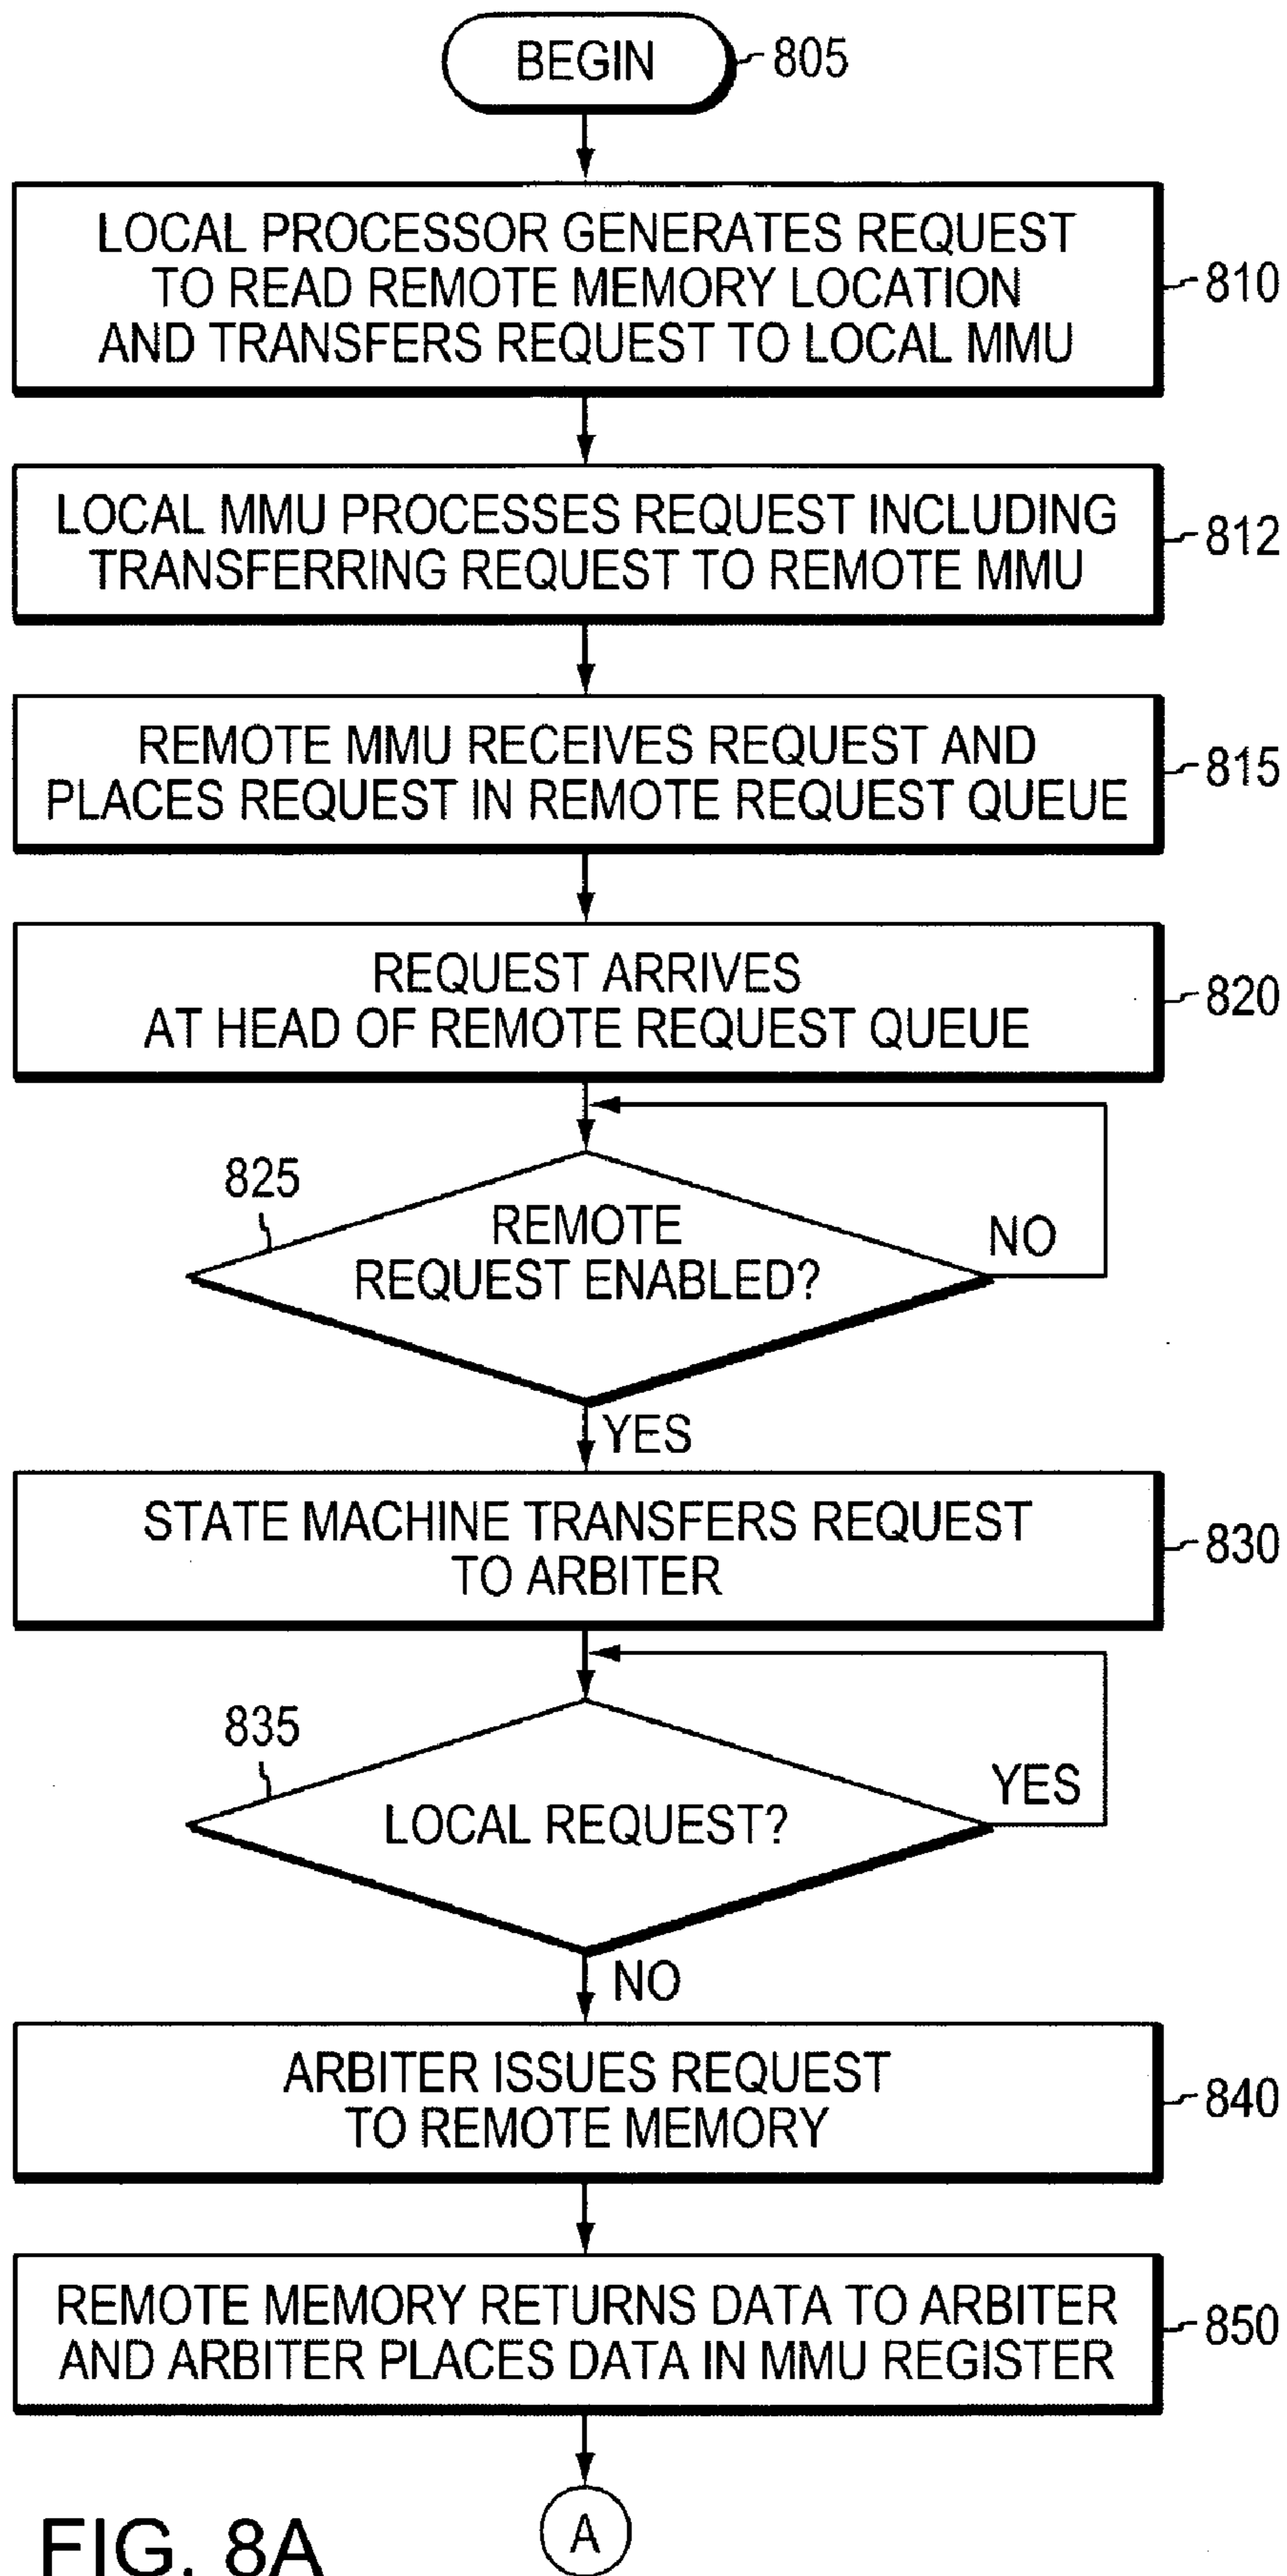 BEGIN
805
LOCAL PROCESSOR GENERATES REQUEST
TO READ REMOTE MEMORY LOCATION
AND TRANSFERS REQUEST TO LOCAL MMU
810
LOCAL MMU PROCESSES REQUEST INCLUDING
TRANSFERRING REQUEST TO REMOTE MMU
812
REMOTE MMU RECEIVES REQUEST AND
PLACES REQUEST IN REMOTE REQUEST QUEUE
815
REQUEST ARRIVES
AT HEAD OF REMOTE REQUEST QUEUE
820
825
REMOTE
REQUEST ENABLED?
NO
YES
STATE MACHINE TRANSFERS REQUEST
TO ARBITER
830
835
LOCAL REQUEST?
YES
NO
ARBITER ISSUES REQUEST
TO REMOTE MEMORY
840
REMOTE MEMORY RETURNS DATA TO ARBITER
AND ARBITER PLACES DATA IN MMU REGISTER
850
A
FIG. 8A